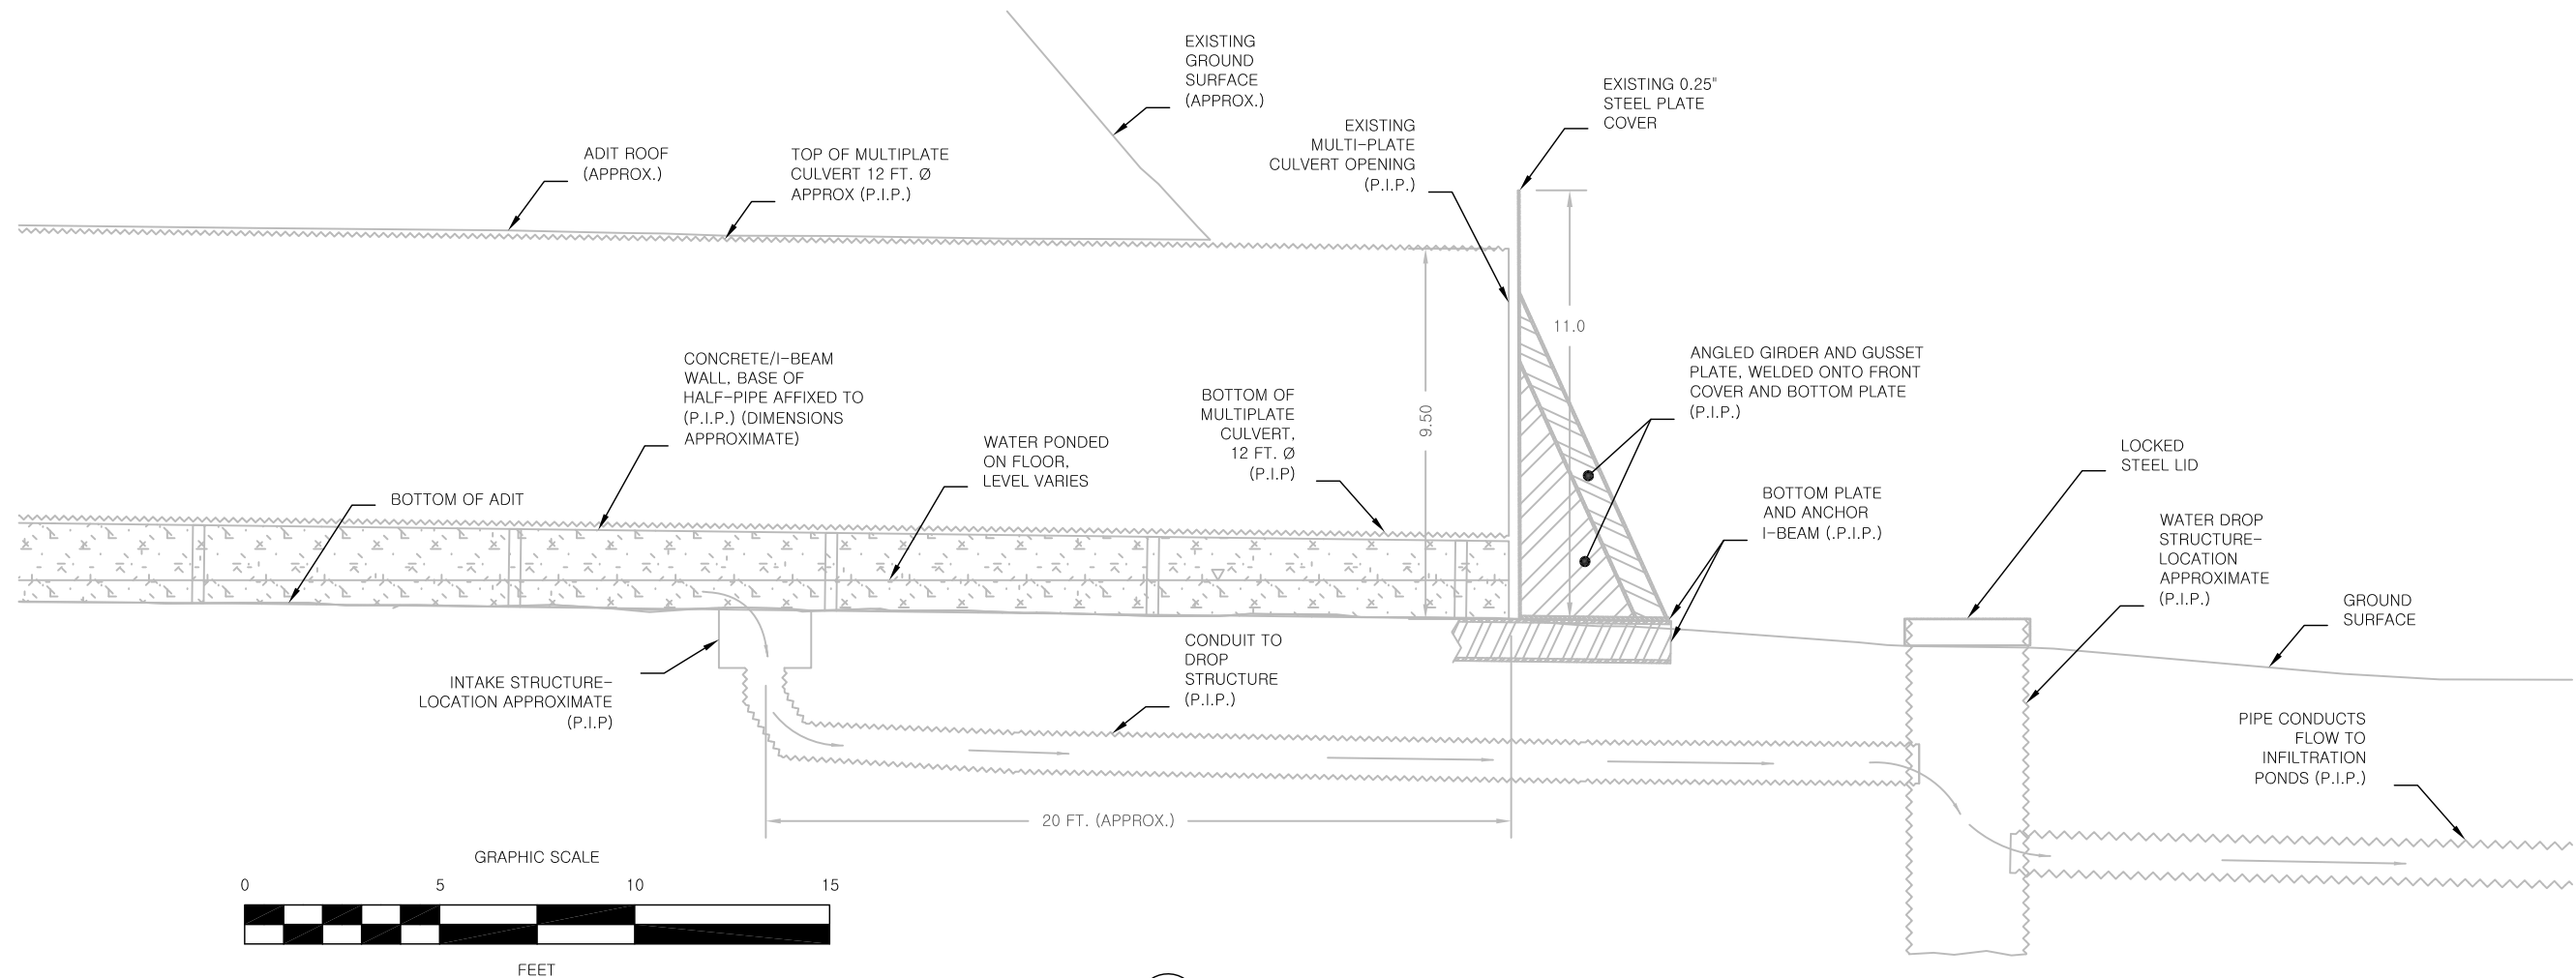 EXISTING
GROUND
SURFACE
(APPROX.)
EXISTING 0.25"
STEEL PLATE
COVER
EXISTING
MULTI-PLATE
CULVERT OPENING
(P.I.P.)
ADIT ROOF
(APPROX.)
TOP OF MULTIPLATE
CULVERT 12 FT. Ø
APPROX (P.I.P.)
11.0
9.50
CONCRETE/I-BEAM
WALL, BASE OF
HALF-PIPE AFFIXED TO
(P.I.P.) (DIMENSIONS
APPROXIMATE)
ANGLED GIRDER AND GUSSET
PLATE, WELDED ONTO FRONT
COVER AND BOTTOM PLATE
(P.I.P.)
BOTTOM OF
MULTIPLATE
CULVERT,
12 FT. Ø
(P.I.P)
WATER PONDED
ON FLOOR,
LEVEL VARIES
BOTTOM OF ADIT
LOCKED
STEEL LID
BOTTOM PLATE
AND ANCHOR
I-BEAM (.P.I.P.)
WATER DROP
STRUCTURE-
LOCATION
APPROXIMATE
(P.I.P.)
GROUND
SURFACE
CONDUIT TO
DROP
STRUCTURE
(P.I.P.)
INTAKE STRUCTURE-
LOCATION APPROXIMATE
(P.I.P)
PIPE CONDUCTS
FLOW TO
INFILTRATION
PONDS (P.I.P.)
20 FT. (APPROX.)
GRAPHIC SCALE
0 5 10 15
FEET